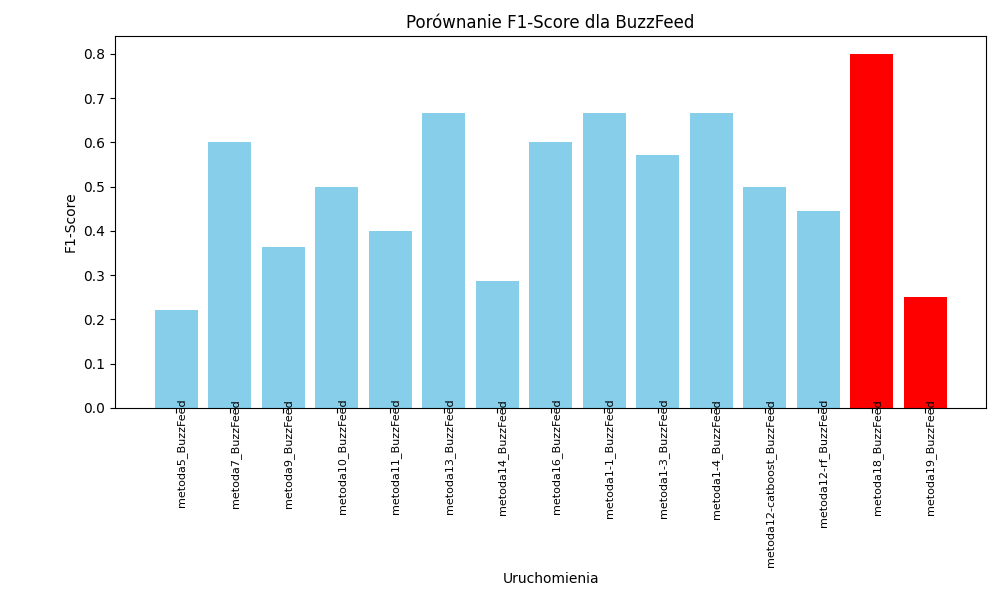 Porównanie F1-Score dla BuzzFeed
F1-Score
0.8
0.7
0.6
0.5
0.4
0.3
0.2
0.1
0.0
metoda5_BuzzFeed
metoda7_BuzzFeed
metoda9_BuzzFeed
metoda10_BuzzFeed
metoda11_BuzzFeed
metoda13_BuzzFeed
metoda14_BuzzFeed
metoda16_BuzzFeed
metoda1-1_BuzzFeed
metoda1-3_BuzzFeed
metoda1-4_BuzzFeed
metoda12-catboost_BuzzFeed
metoda12-rf_BuzzFeed
metoda18_BuzzFeed
metoda19_BuzzFeed
Uruchomienia